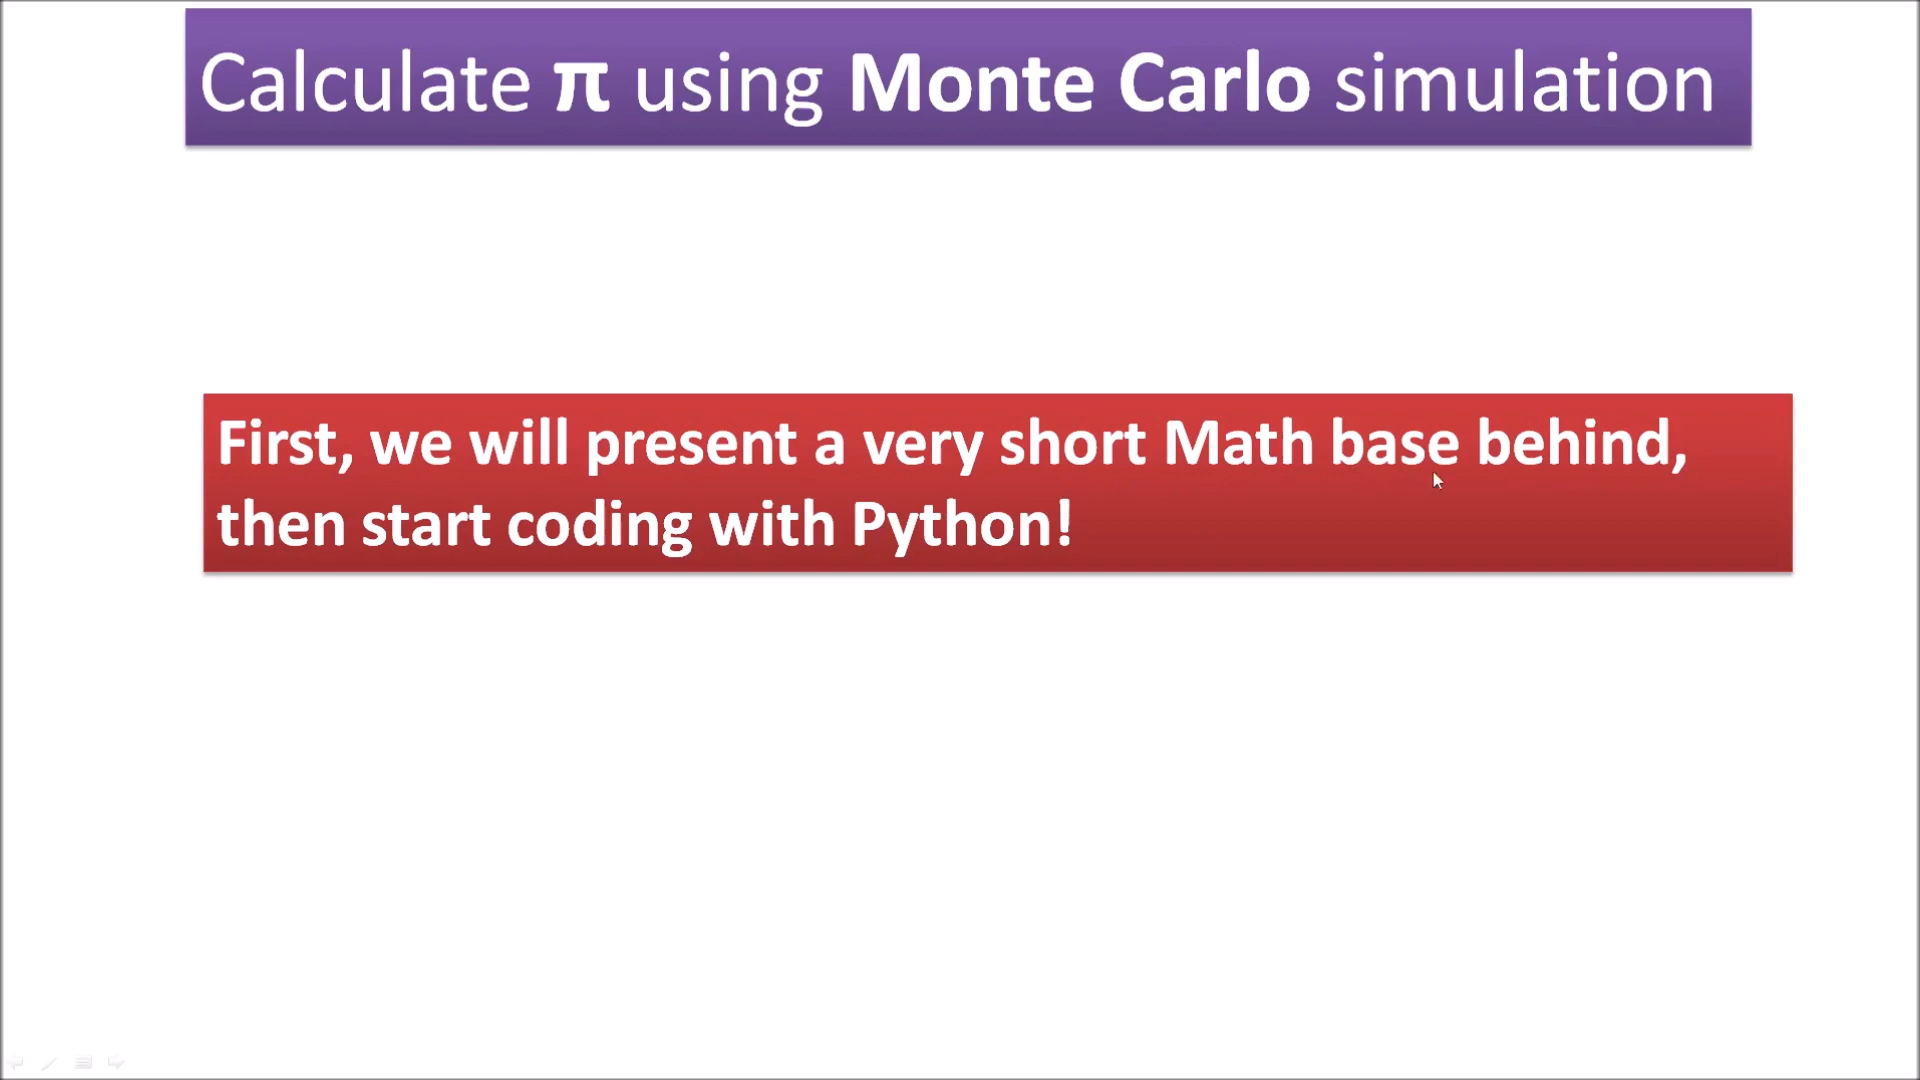 Calculate π using Monte Carlo simulation
First, we will present a very short Math base behind,
then start coding with Python!